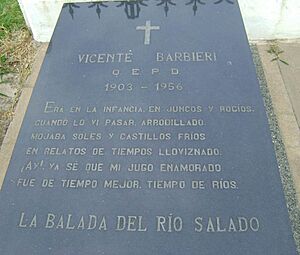 VICENTE BARBIERI
Q E P D
1903 - 1956
ERA EN LA INFANCIA, EN JUNCOS Y ROCIOS.
CUANDO LO VI PASAR, ARRODILLADO.
MOJABA SOLES Y CASTILLOS FRIOS
EN RELATOS DE TIEMPOS LLOVIZNADO.
¡AY!, YA SÉ QUE MI JUGO ENAMORADO
FUE DE TIEMPO MEJOR, TIEMPO DE RIOS.
LA BALADA DEL RÍO SALADO